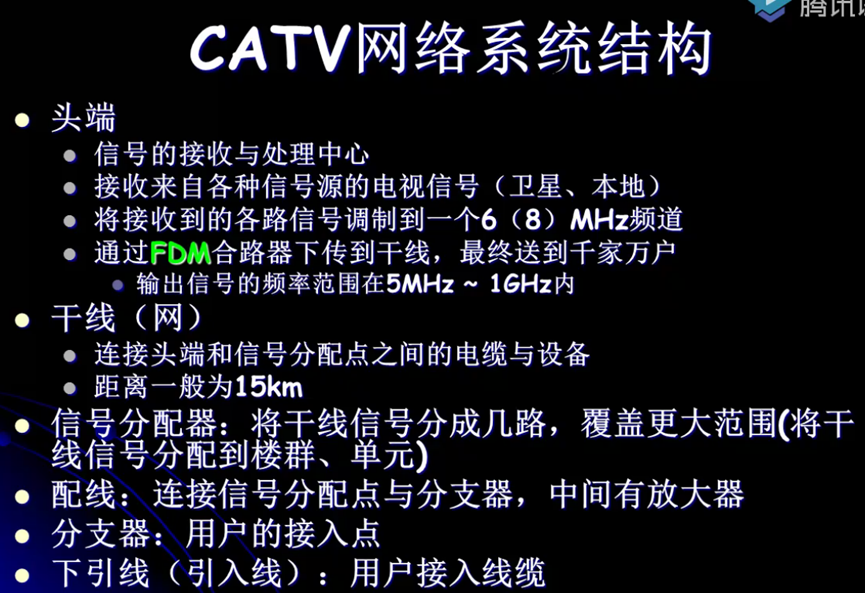 腾讯
CATV网络系统结构
头端
信号的接收与处理中心
接收来自各种信号源的电视信号（卫星、本地）
将接收到的各路信号调制到一个6（8）MHz频道
通过FDM合路器下传到干线，最终送到千家万户
输出信号的频率范围在5MHz ~ 1GHz内
干线（网）
连接头端和信号分配点之间的电缆与设备
距离一般为15km
信号分配器：将干线信号分成几路，覆盖更大范围(将干
线信号分配到楼群、单元)
配线：连接信号分配点与分支器，中间有放大器
分支器：用户的接入点
下引线（引入线）：用户接入线缆